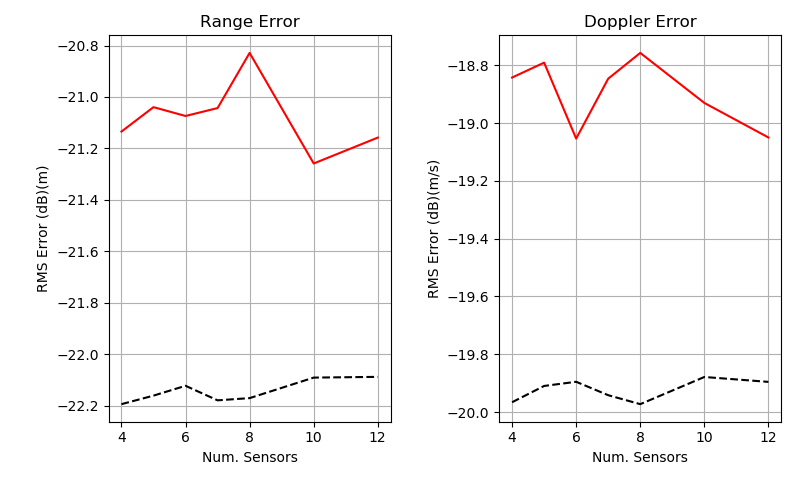 Range Error
RMS Error (dB)(m)
−20.8
−21.0
−21.2
−21.4
−21.6
−21.8
−22.0
−22.2
4 6 8 10 12
Num. Sensors
Doppler Error
RMS Error (dB)(m/s)
−18.8
−19.0
−19.2
−19.4
−19.6
−19.8
−20.0
4 6 8 10 12
Num. Sensors